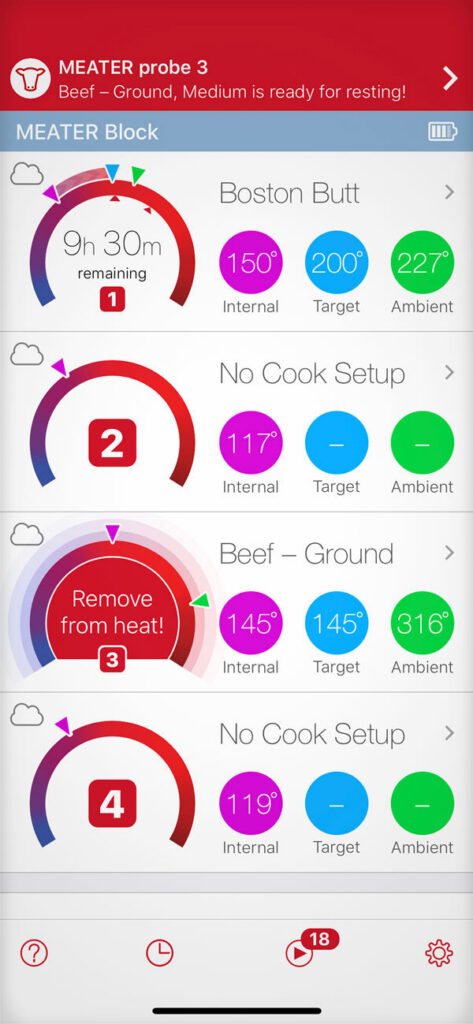 MEATER probe 3
Beef – Ground, Medium is ready for resting!
MEATER Block
Boston Butt
9h 30m
remaining
1
150°
200°
227°
Internal
Target
Ambient
No Cook Setup
2
117°
–
–
Internal
Target
Ambient
Beef – Ground
Remove
from heat!
3
145°
145°
316°
Internal
Target
Ambient
No Cook Setup
4
119°
–
–
Internal
Target
Ambient
?
18